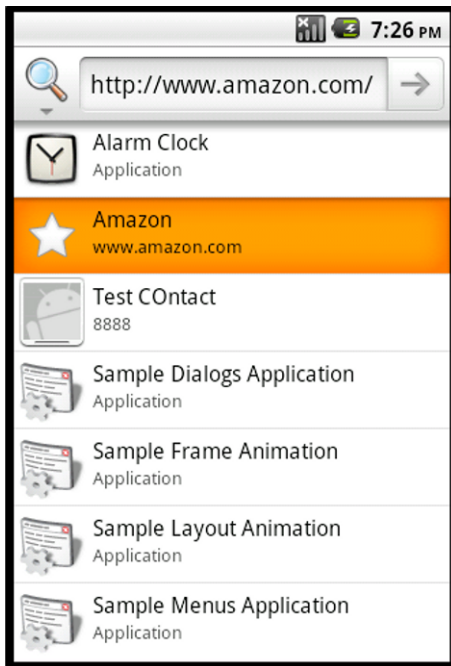 7:26 PM
http://www.amazon.com/
Alarm Clock
Application
Amazon
www.amazon.com
Test COntact
8888
Sample Dialogs Application
Application
Sample Frame Animation
Application
Sample Layout Animation
Application
Sample Menus Application
Application